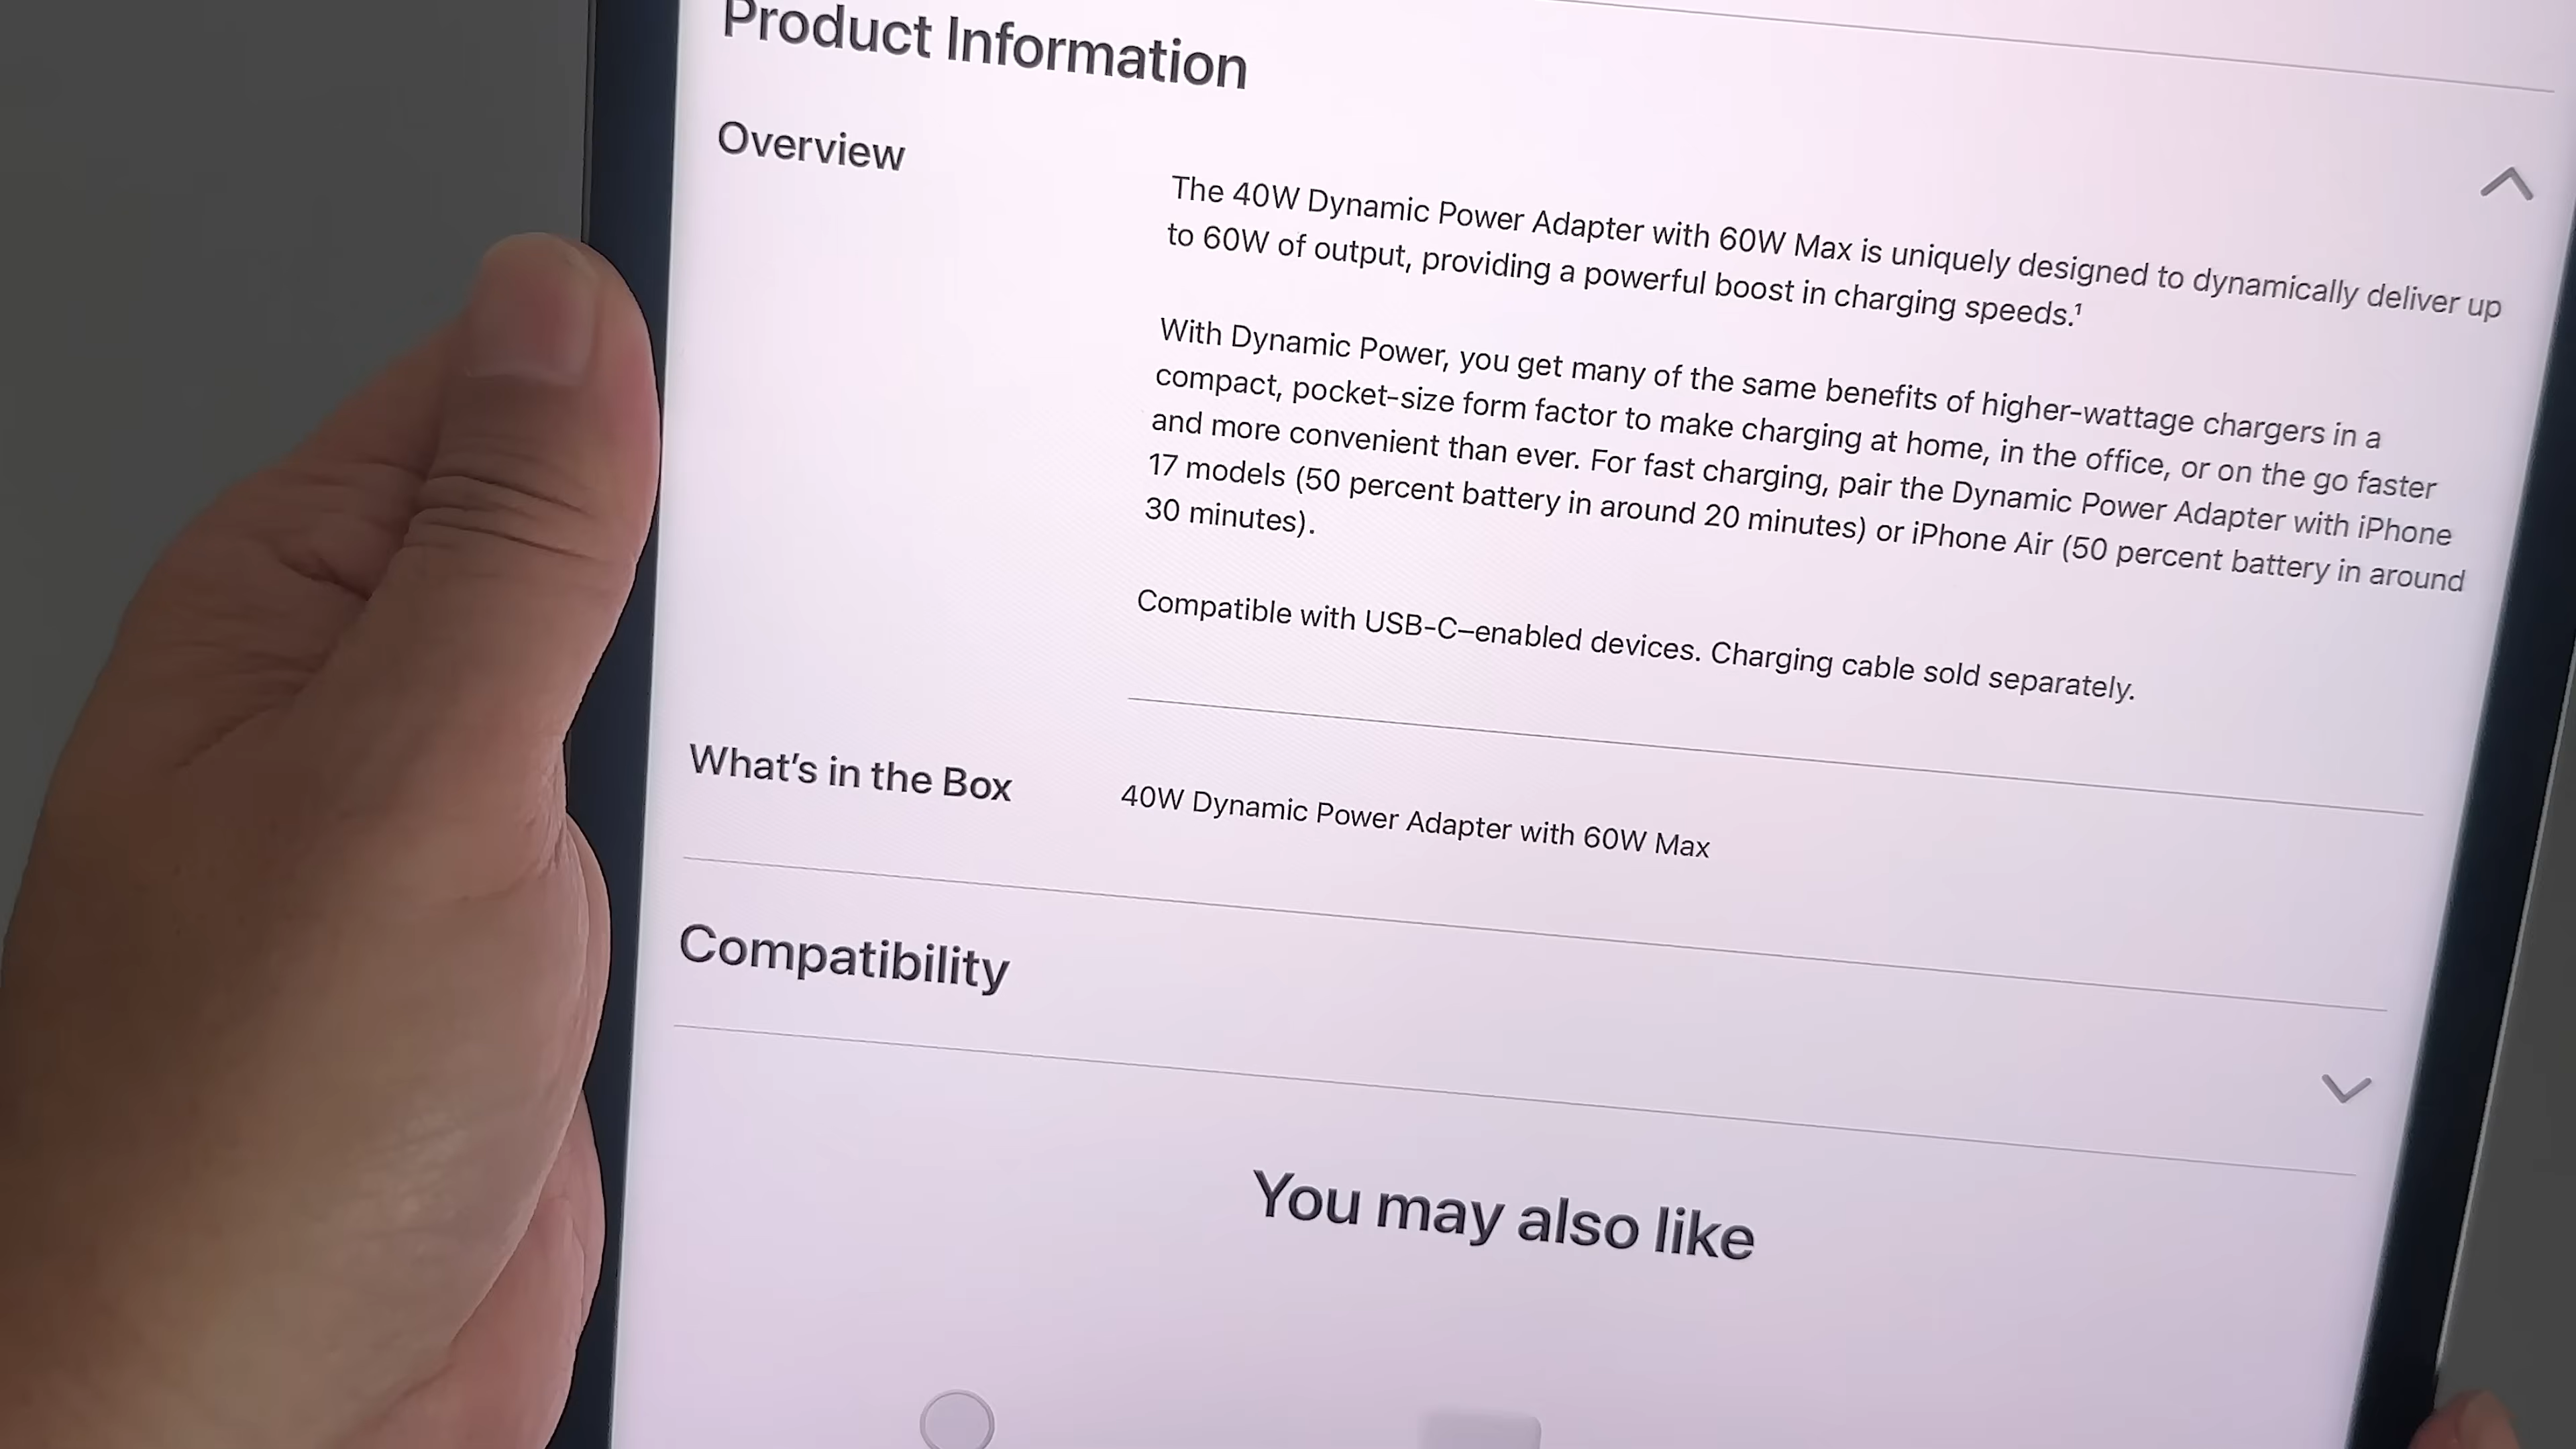 Product Information
Overview
The 40W Dynamic Power Adapter with 60W Max is uniquely designed to dynamically deliver up
to 60W of output, providing a powerful boost in charging speeds.¹
With Dynamic Power, you get many of the same benefits of higher-wattage chargers in a
compact, pocket-size form factor to make charging at home, in the office, or on the go faster
and more convenient than ever. For fast charging, pair the Dynamic Power Adapter with iPhone
17 models (50 percent battery in around 20 minutes) or iPhone Air (50 percent battery in around
30 minutes).
Compatible with USB-C–enabled devices. Charging cable sold separately.
What’s in the Box
40W Dynamic Power Adapter with 60W Max
Compatibility
You may also like